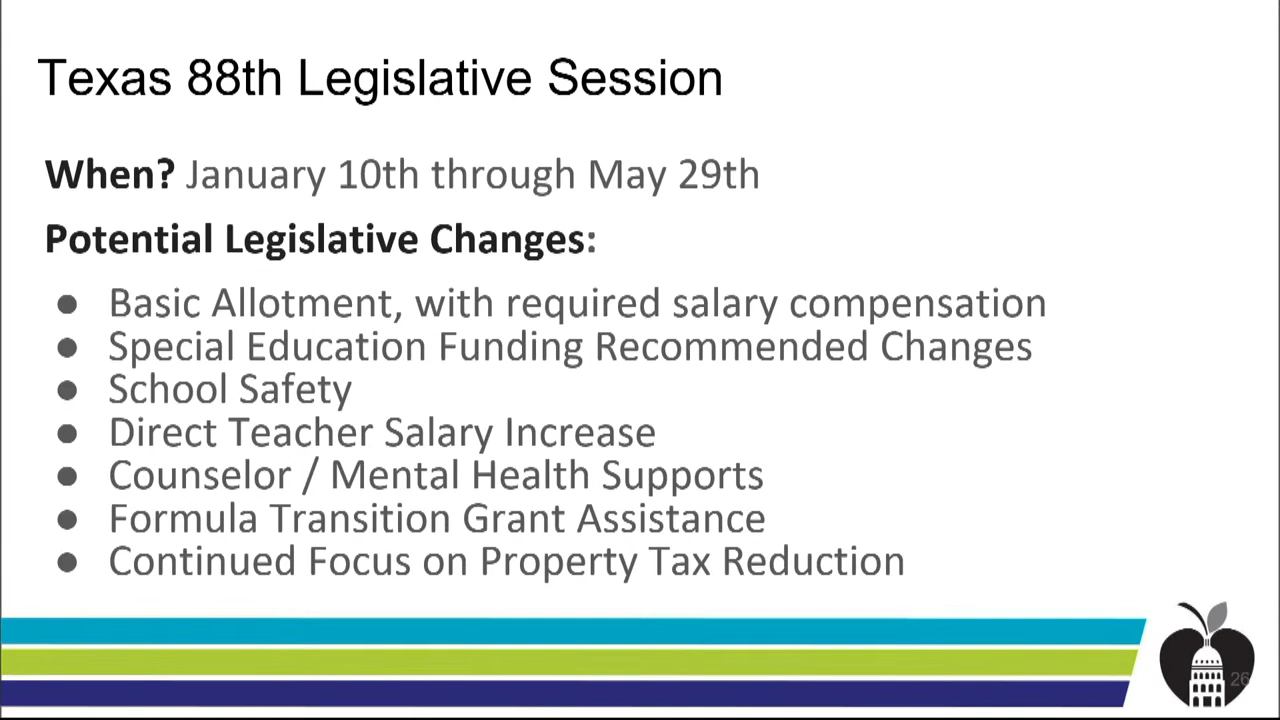 Texas 88th Legislative Session
When? January 10th through May 29th
Potential Legislative Changes:
● Basic Allotment, with required salary compensation
● Special Education Funding Recommended Changes
● School Safety
● Direct Teacher Salary Increase
● Counselor / Mental Health Supports
● Formula Transition Grant Assistance
● Continued Focus on Property Tax Reduction
26